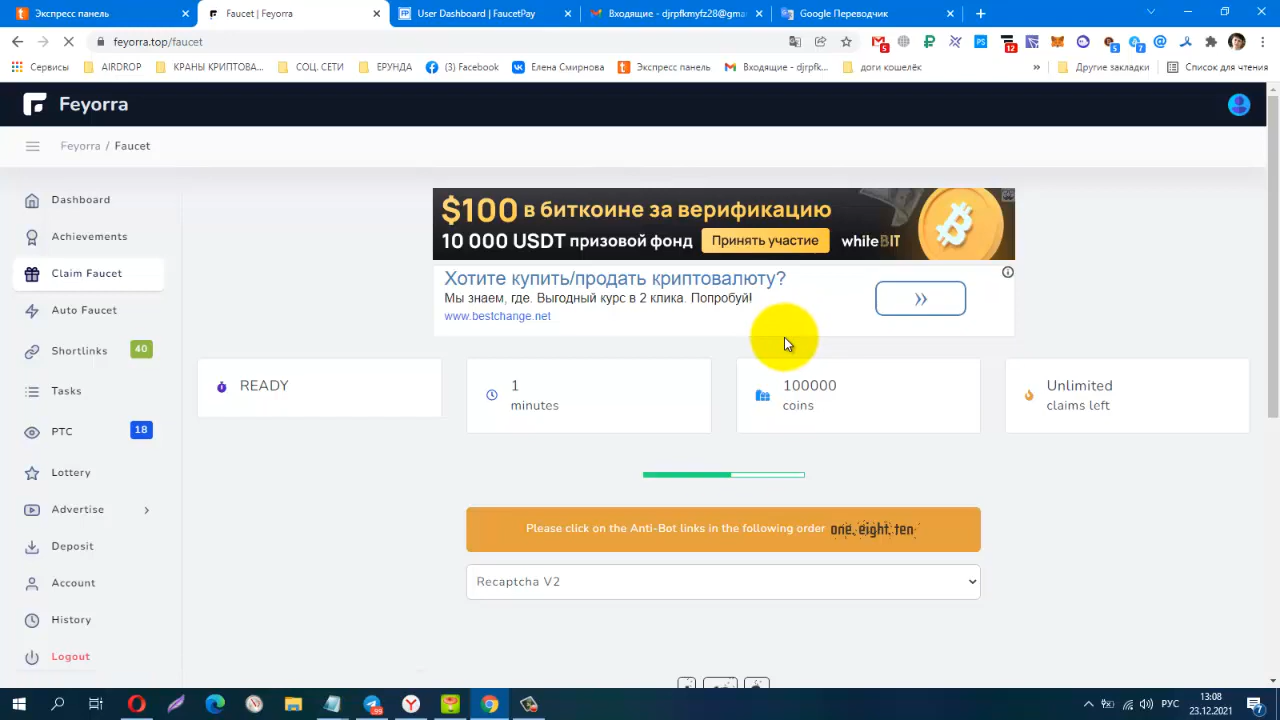 Экспресс панель
Faucet | Feyorra
User Dashboard | FaucetPay
Входящие - djrpfkmyfz28@gma
Google Переводчик
feyorra.top/faucet
5
12
5
7
Сервисы
AIRDROP
КРАНЫ КРИПТОВА...
СОЦ. СЕТИ
ЕРУНДА
(3) Facebook
Елена Смирнова
Экспресс панель
Входящие - djrpfk...
доги кошелёк
»
Другие закладки
Список для чтения
Feyorra
Feyorra / Faucet
Dashboard
Achievements
Claim Faucet
Auto Faucet
Shortlinks 40
Tasks
PTC 18
Lottery
Advertise
Deposit
Account
History
Logout
$100 в биткоине за верификацию
10 000 USDT призовой фонд
Принять участие
whiteBIT
Хотите купить/продать криптовалюту?
Мы знаем, где. Выгодный курс в 2 клика. Попробуй!
www.bestchange.net
»
READY
1
minutes
100000
coins
Unlimited
claims left
Please click on the Anti-Bot links in the following order one, eight, ten
Recaptcha V2
99
РУС
13:08
23.12.2021
7